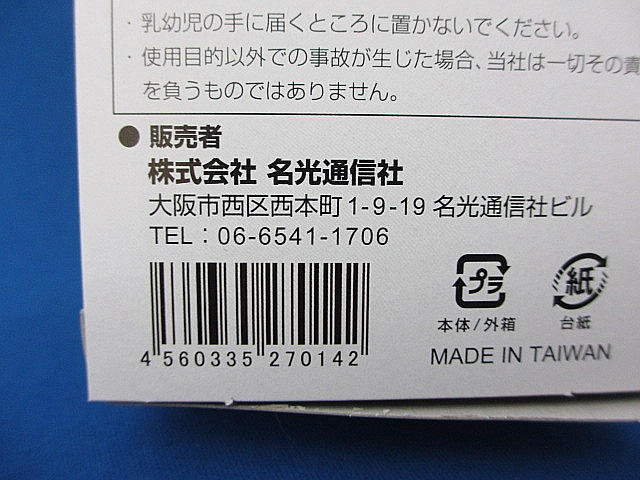 ・乳幼児の手に届くところに置かないでください。
・使用目的以外での事故が生じた場合、当社は一切その責
を負うものではありません。
● 販売者
株式会社 名光通信社
大阪市西区西本町1-9-19 名光通信社ビル
TEL：06-6541-1706
4 560335 270142
プラ
本体/外箱
紙
台紙
MADE IN TAIWAN